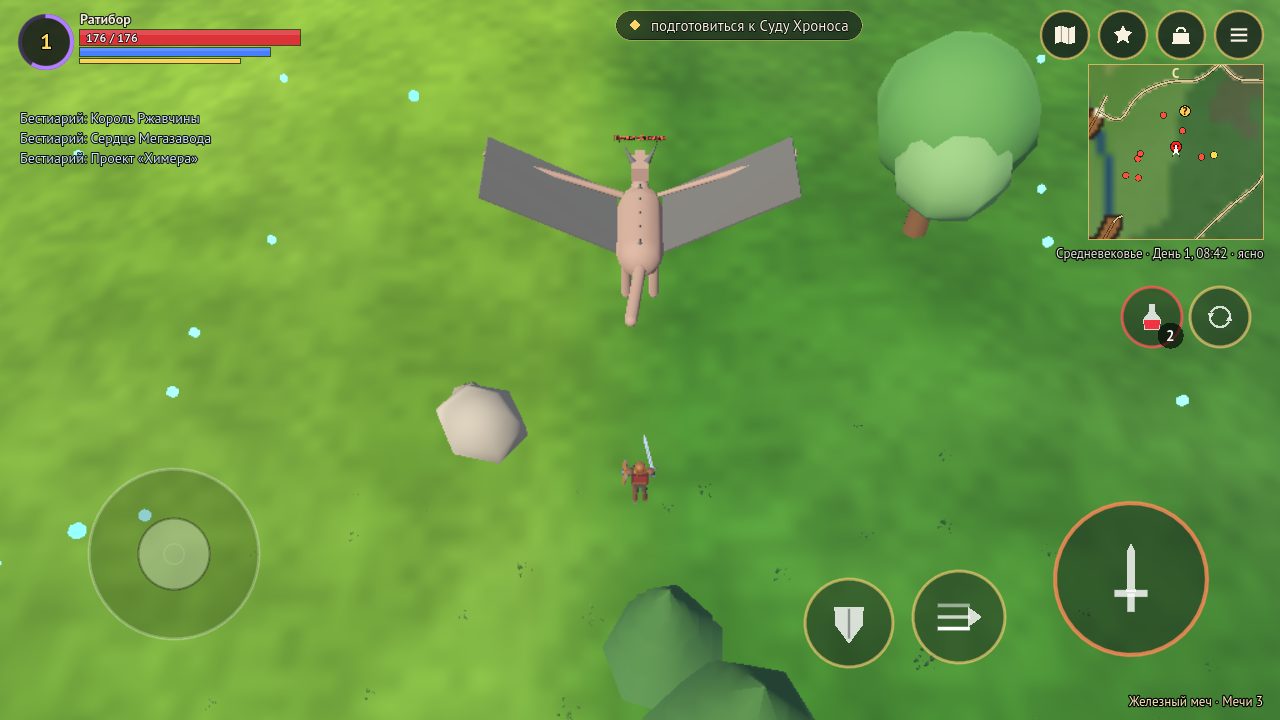 1
Ратибор
176 / 176
подготовиться к Суду Хроноса
Бестиарий: Король Ржавчины
Бестиарий: Сердце Мегазавода
Бестиарий: Проект «Химера»
С
?
Средневековье · День 1, 08:42 · ясно
2
Железный меч · Мечи 3